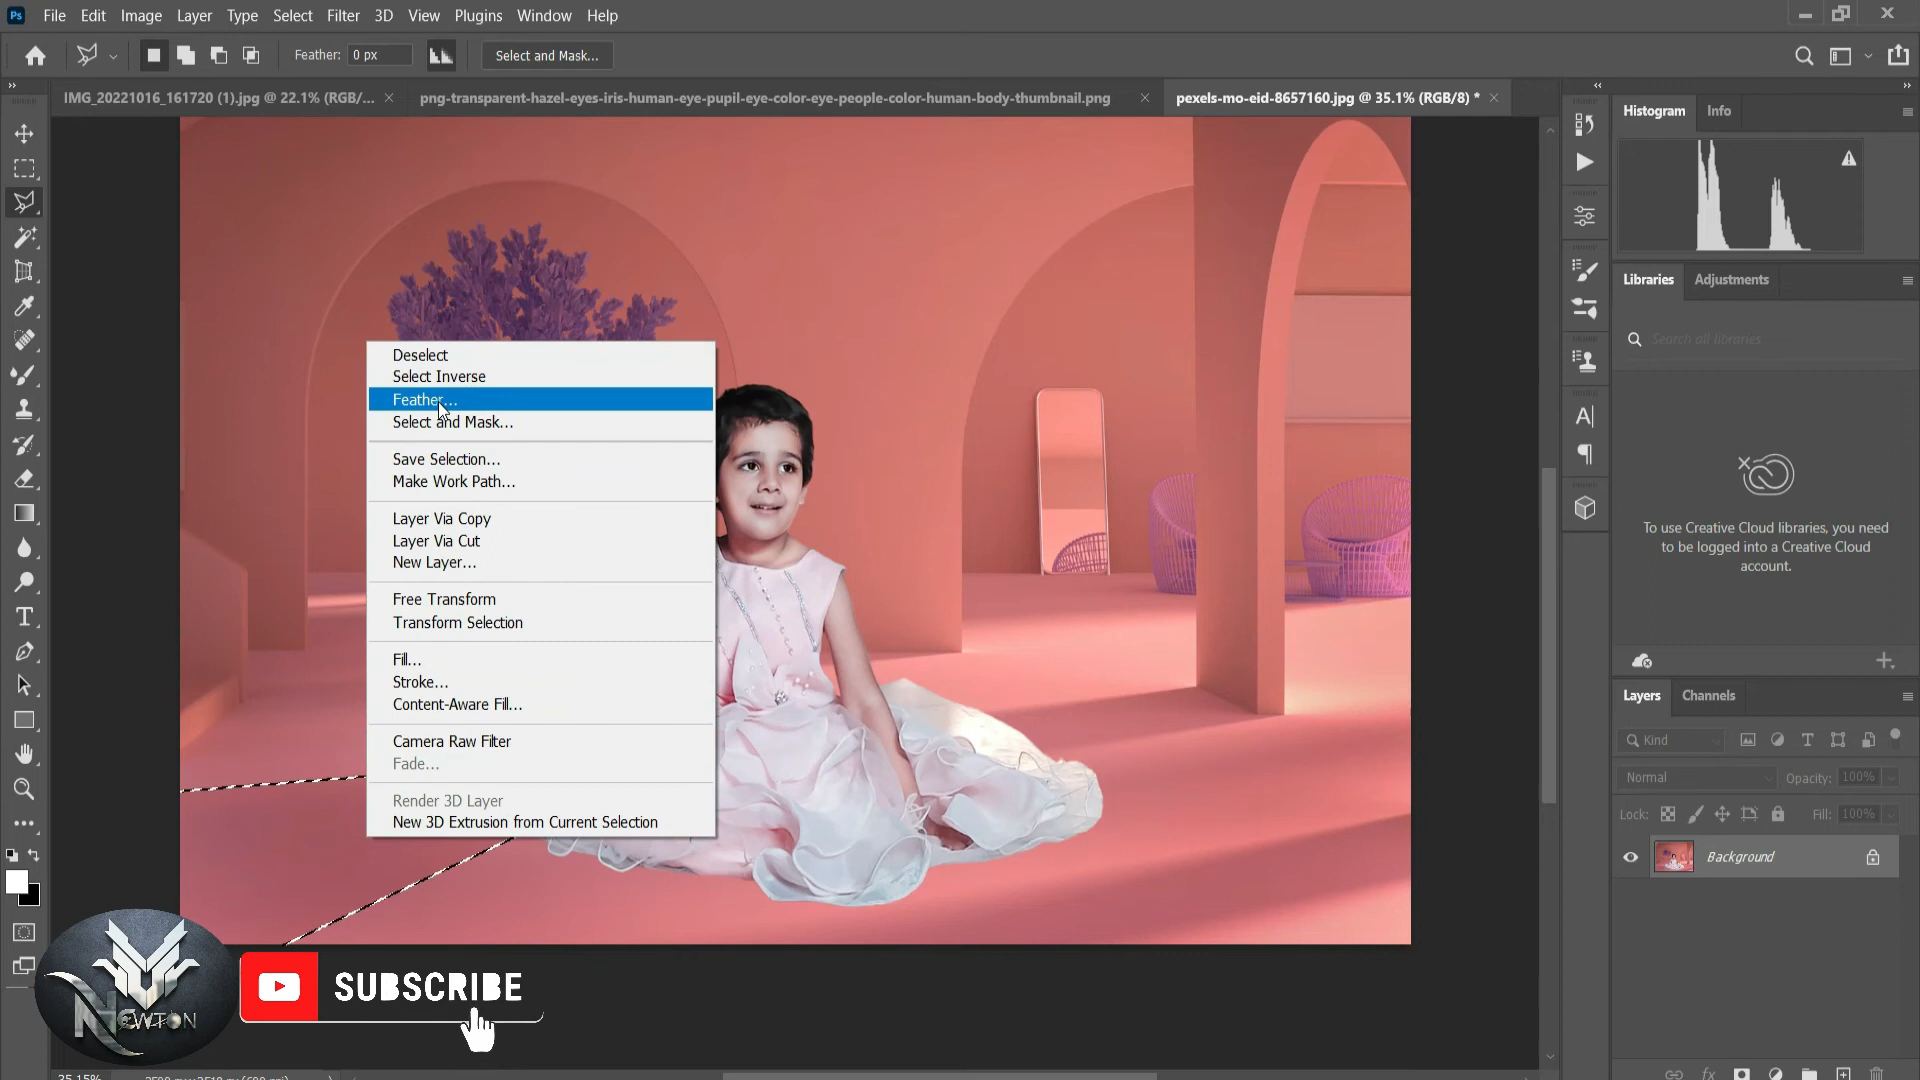 Ps File Edit Image Layer Type Select Filter 3D View Plugins Window Help
Feather: 0 px Select and Mask...
IMG_20221016_161720 (1).jpg @ 22.1% (RGB/... png-transparent-hazel-eyes-iris-human-eye-pupil-eye-color-eye-people-color-human-body-thumbnail.png pexels-mo-eid-8657160.jpg @ 35.1% (RGB/8) *
Histogram Info
Libraries Adjustments
Search all libraries
Deselect
Select Inverse
Feather...
Select and Mask...
Save Selection...
Make Work Path...
Layer Via Copy
Layer Via Cut
New Layer...
Free Transform
Transform Selection
Fill...
Stroke...
Content-Aware Fill...
Camera Raw Filter
Fade...
Render 3D Layer
New 3D Extrusion from Current Selection
To use Creative Cloud libraries, you need
to be logged into a Creative Cloud
account.
Layers Channels
Kind
Normal Opacity: 100%
Lock: Fill: 100%
Background
NEWTON
SUBSCRIBE
35.15%